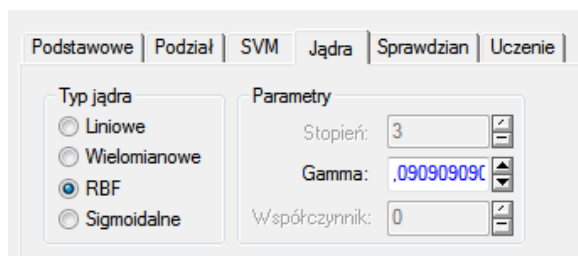 Podstawowe Podział SVM Jądra Sprawdzian Uczenie
Typ jądra
Liniowe
Wielomianowe
RBF
Sigmoidalne
Parametry
Stopień: 3
Gamma: ,090909090
Współczynnik: 0